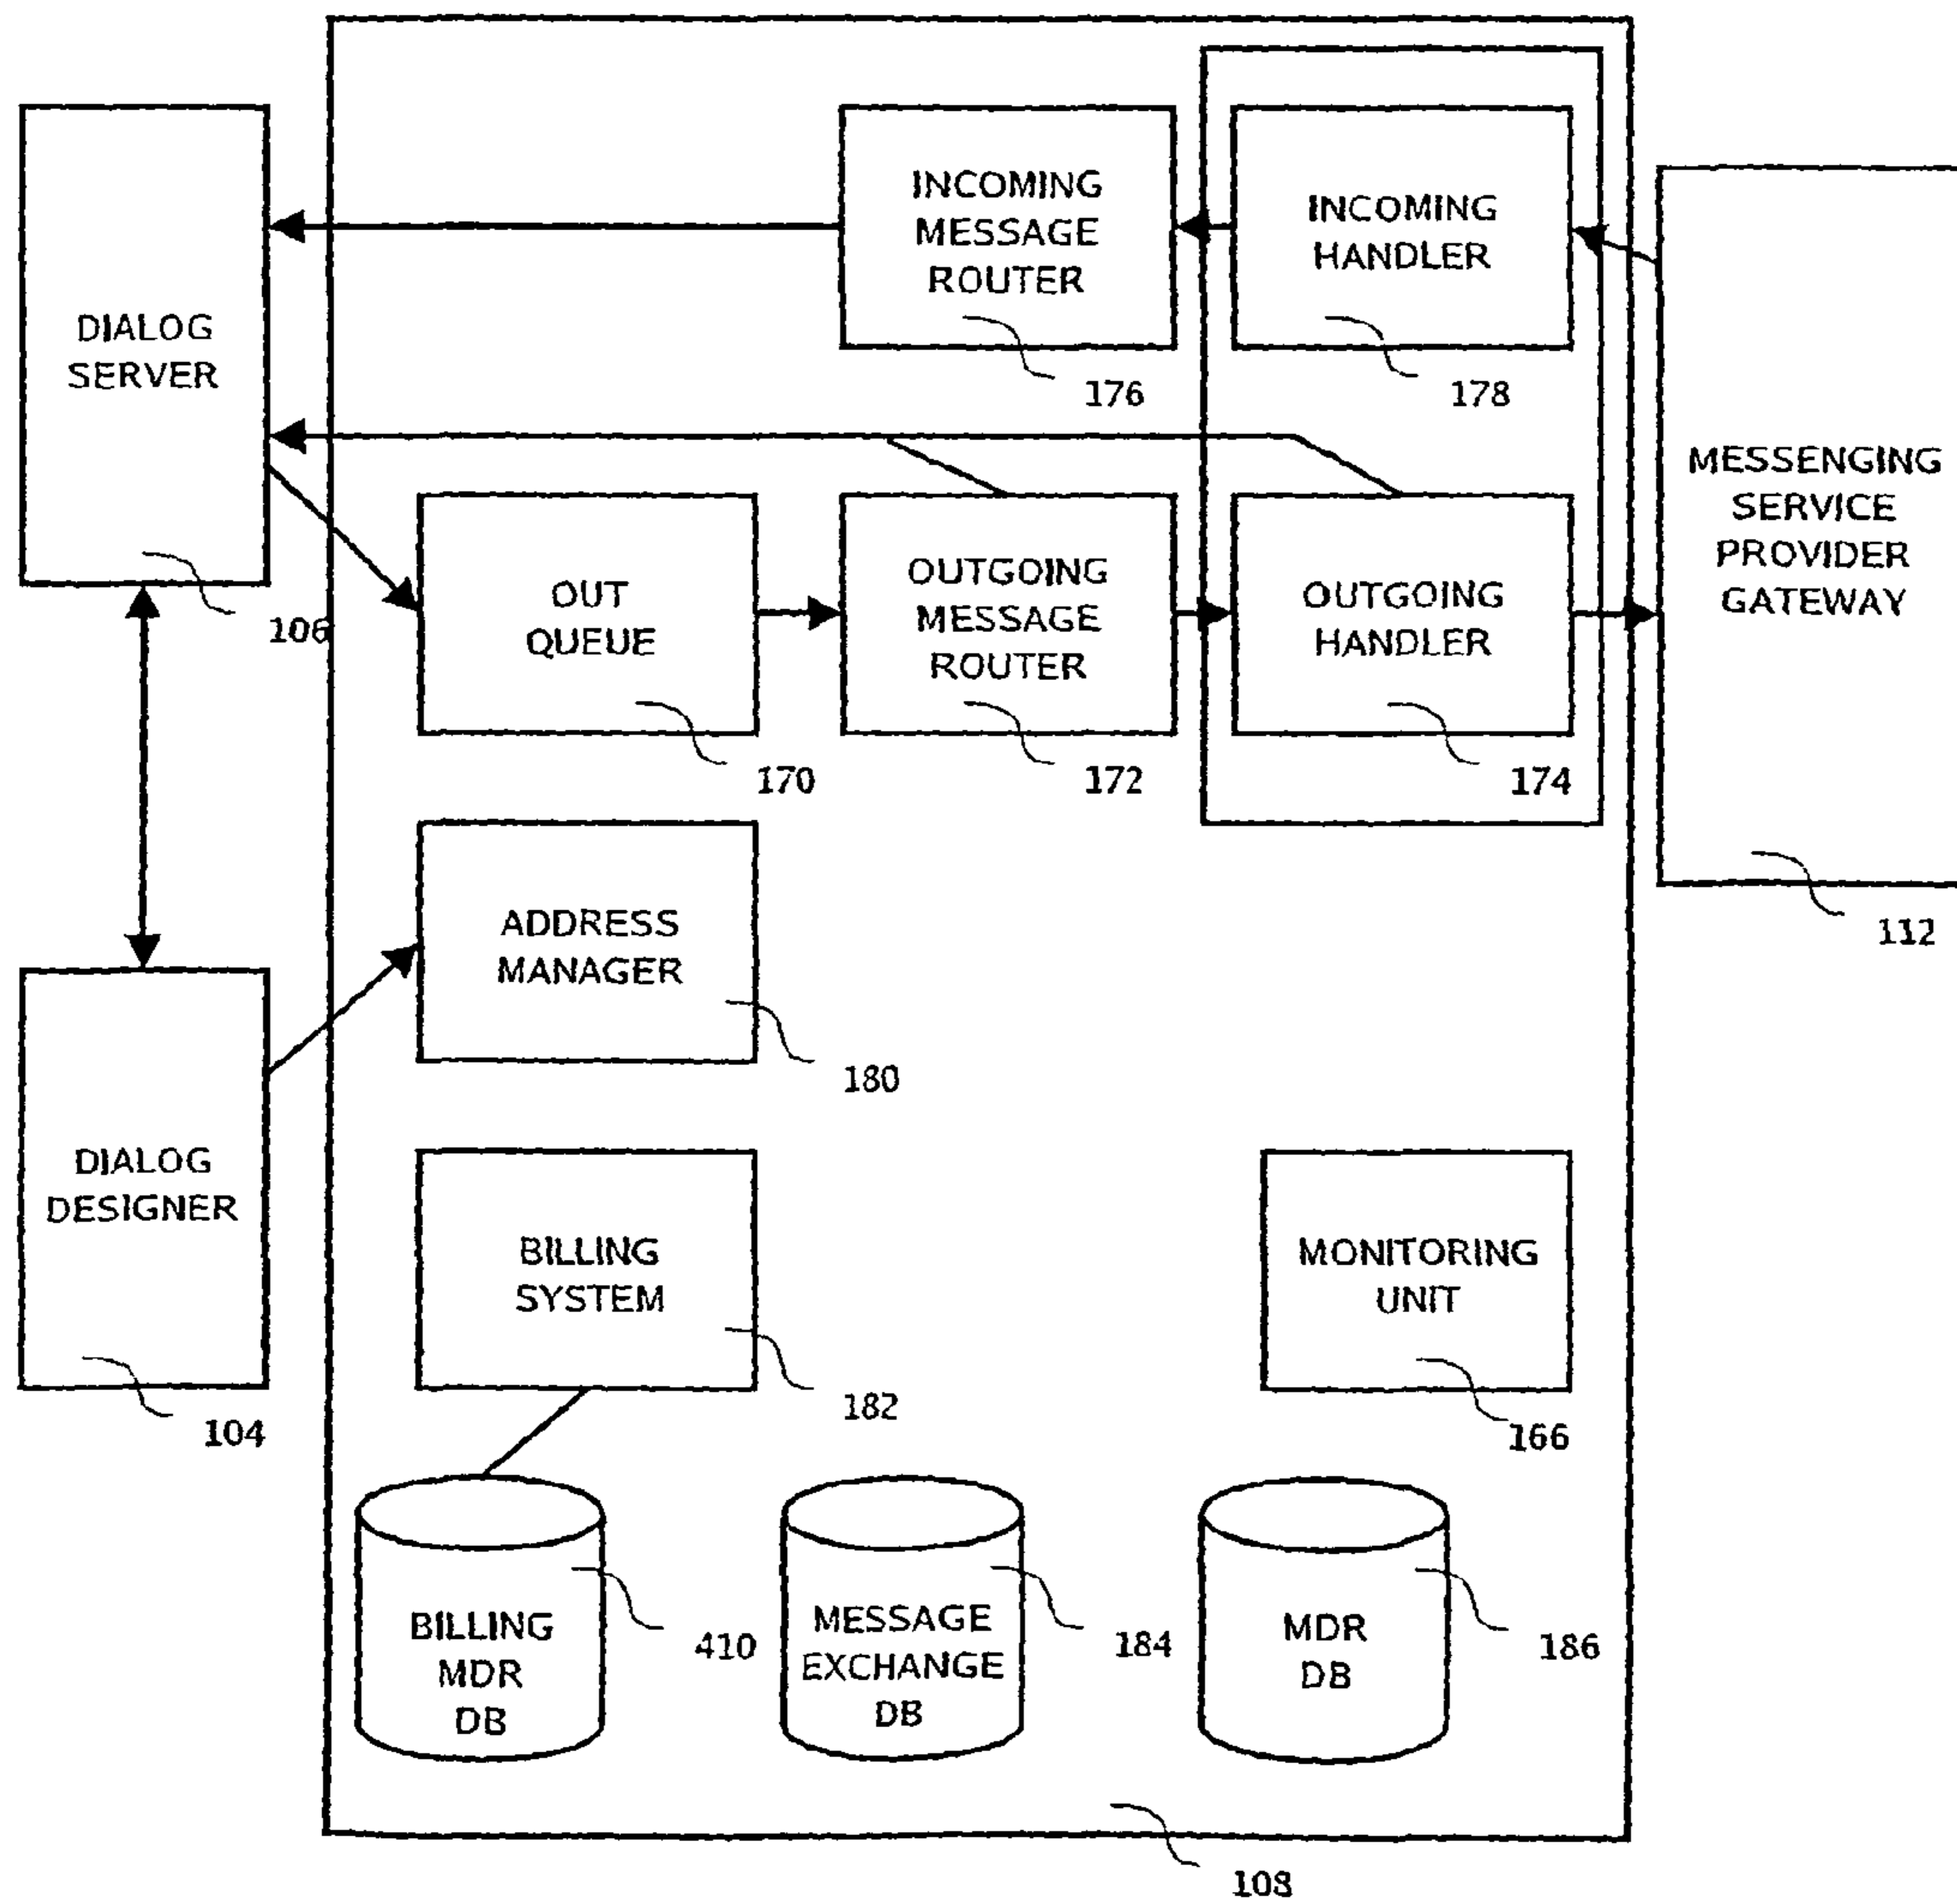 INCOMING
MESSAGE
ROUTER
176
INCOMING
HANDLER
178
DIALOG
SERVER
106
MESSENGING
SERVICE
PROVIDER
GATEWAY
112
OUT
QUEUE
170
OUTGOING
MESSAGE
ROUTER
172
OUTGOING
HANDLER
174
ADDRESS
MANAGER
180
DIALOG
DESIGNER
104
BILLING
SYSTEM
182
MONITORING
UNIT
166
BILLING
MDR
DB
410
MESSAGE
EXCHANGE
DB
184
MDR
DB
186
108